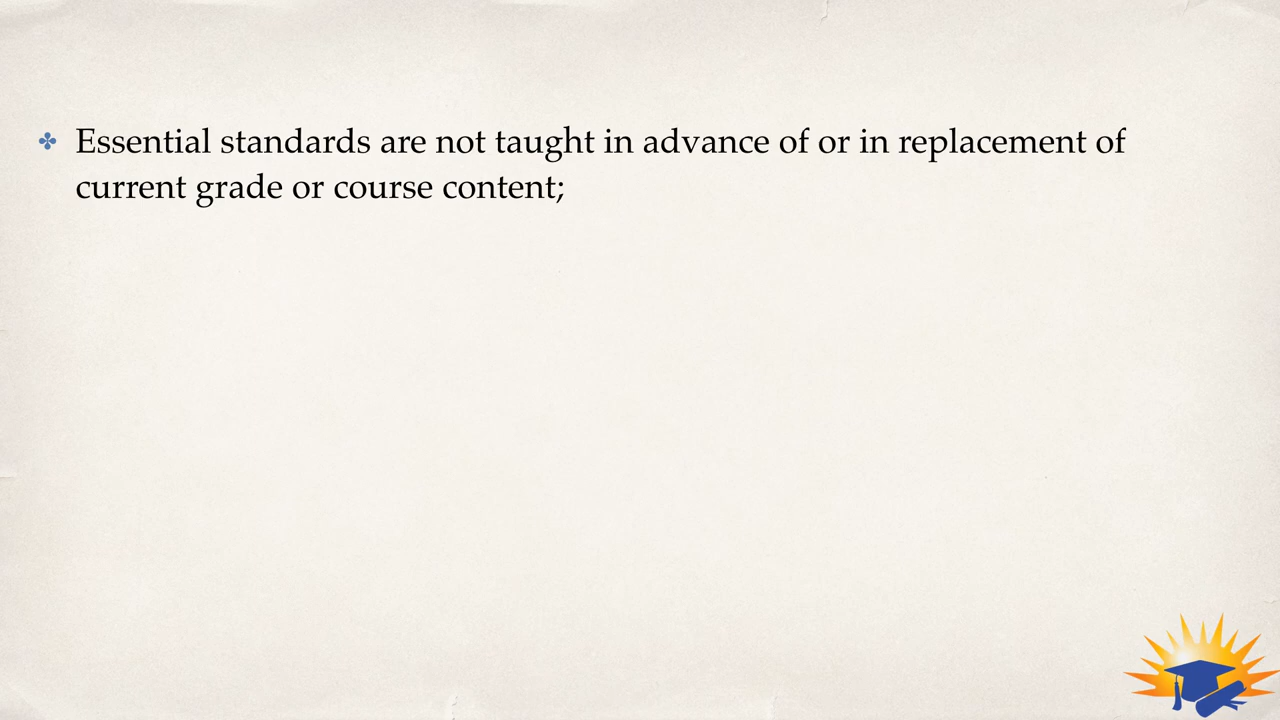 Essential standards are not taught in advance of or in replacement of
current grade or course content;